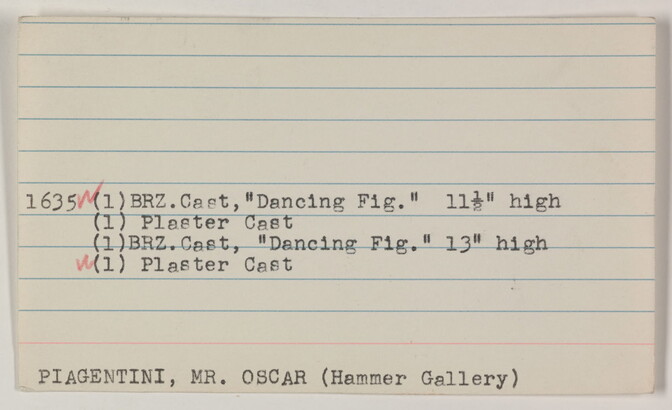 1635 (1)BRZ.Cast,"Dancing Fig." 11½" high
(1) Plaster Cast
(1)BRZ.Cast, "Dancing Fig." 13" high
(1) Plaster Cast
PIAGENTINI, MR. OSCAR (Hammer Gallery)